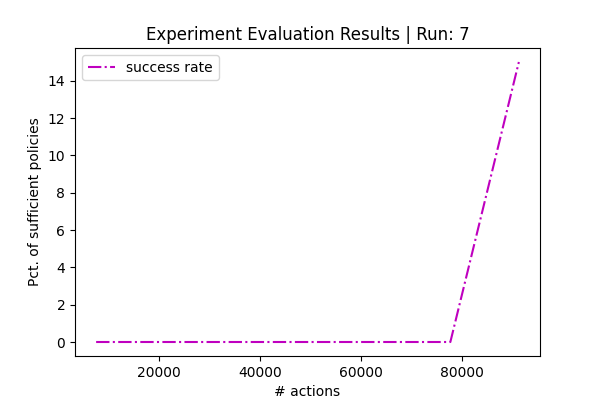 Experiment Evaluation Results | Run: 7
success rate
Pct. of sufficient policies
14
12
10
8
6
4
2
0
20000 40000 60000 80000
# actions